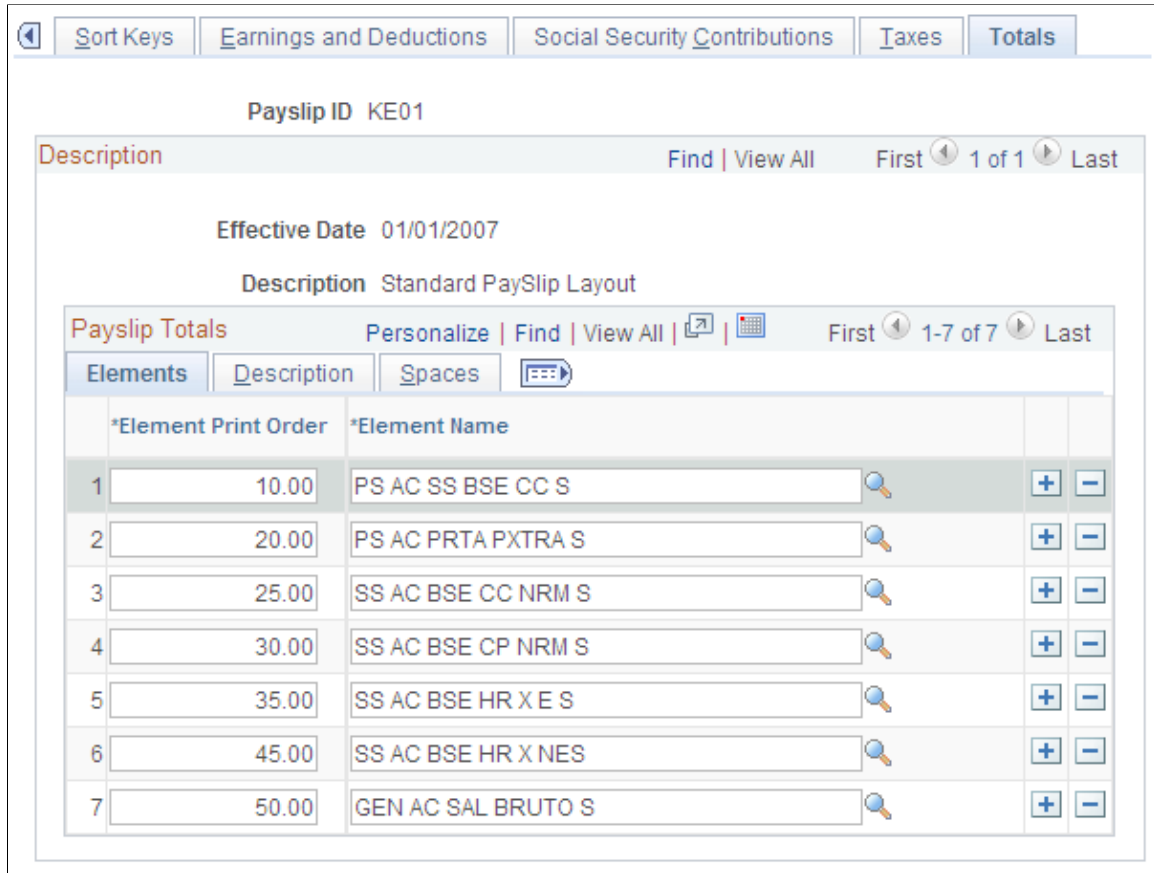 Sort Keys Earnings and Deductions Social Security Contributions Taxes Totals
Payslip ID KE01
Description Find | View All First 1 of 1 Last
Effective Date 01/01/2007
Description Standard PaySlip Layout
Payslip Totals Personalize | Find | View All | | First 1-7 of 7 Last
Elements Description Spaces
*Element Print Order *Element Name
1 10.00 PS AC SS BSE CC S
2 20.00 PS AC PRTA PXTRA S
3 25.00 SS AC BSE CC NRM S
4 30.00 SS AC BSE CP NRM S
5 35.00 SS AC BSE HR X E S
6 45.00 SS AC BSE HR X NES
7 50.00 GEN AC SAL BRUTO S